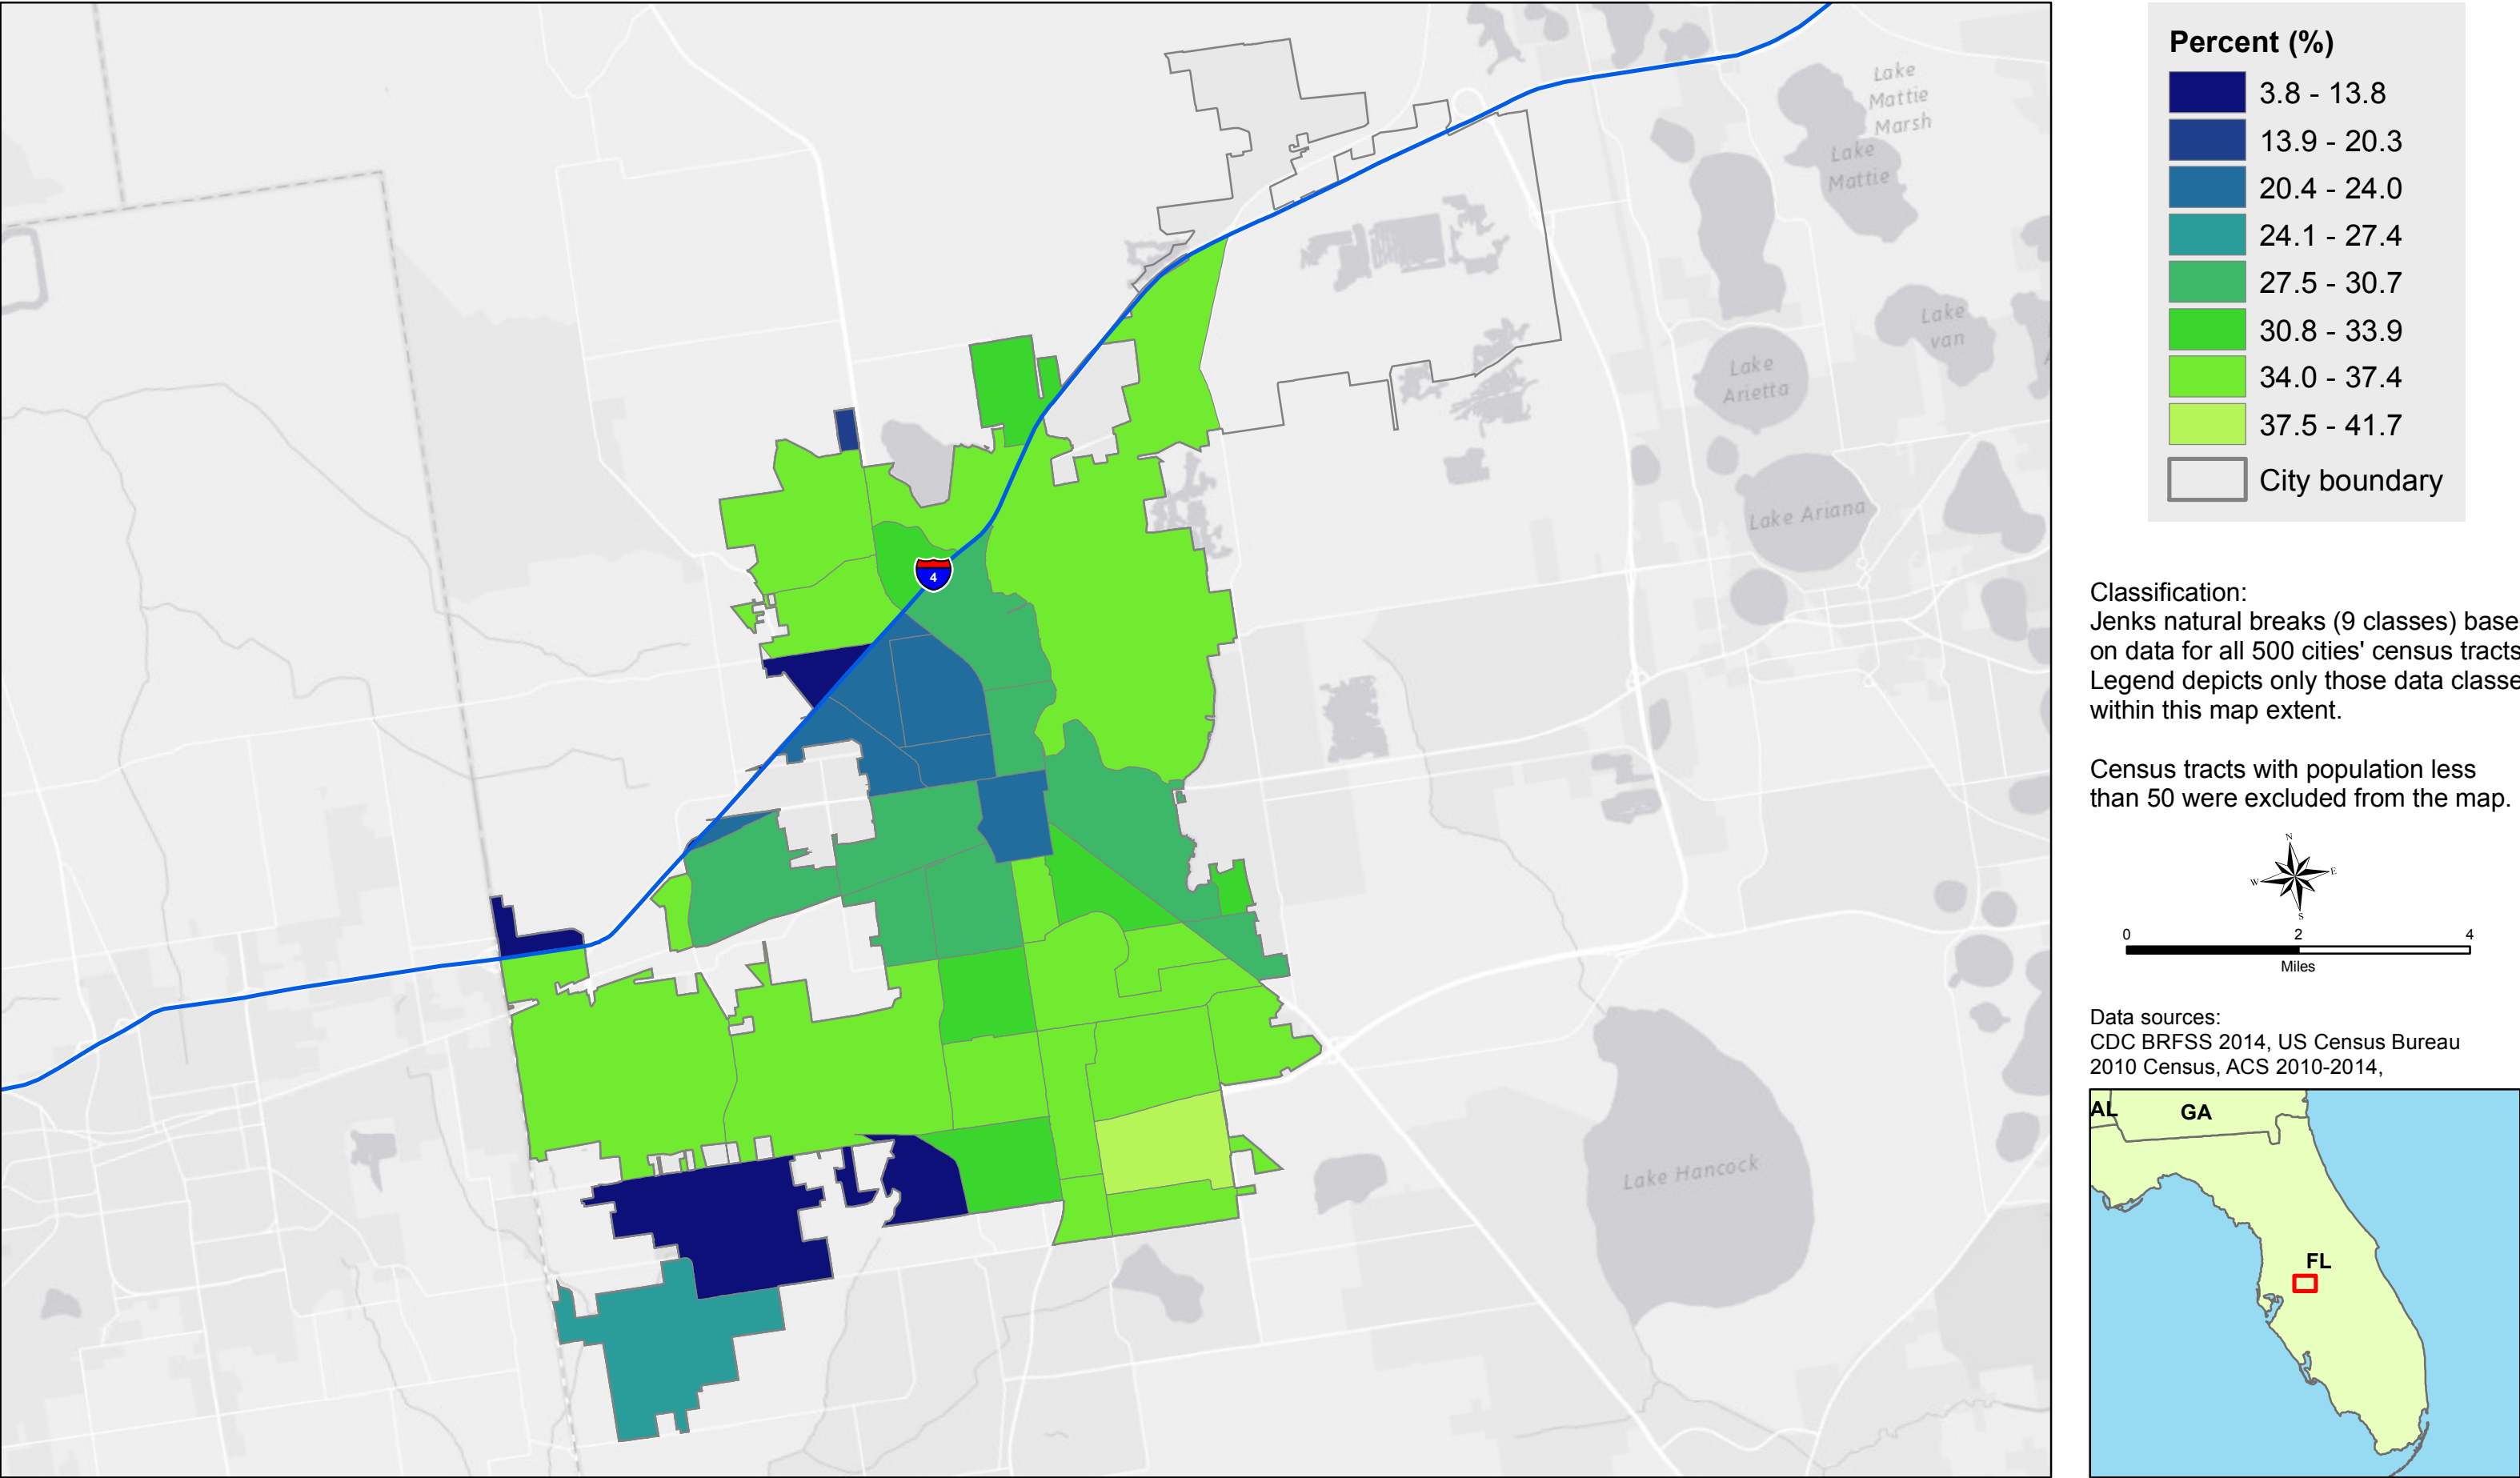 Percent (%)
3.8 - 13.8
13.9 - 20.3
20.4 - 24.0
24.1 - 27.4
27.5 - 30.7
30.8 - 33.9
34.0 - 37.4
37.5 - 41.7
City boundary
Classification:
Jenks natural breaks (9 classes) base
on data for all 500 cities' census tracts
Legend depicts only those data classe
within this map extent.
Census tracts with population less
than 50 were excluded from the map.
N
W E
S
0 2 4
Miles
Data sources:
CDC BRFSS 2014, US Census Bureau
2010 Census, ACS 2010-2014,
AL GA
FL
Lake
Mattie
Marsh
Lake
Mattie
Lake
van
Lake
Arietta
Lake Ariana
4
Lake Hancock